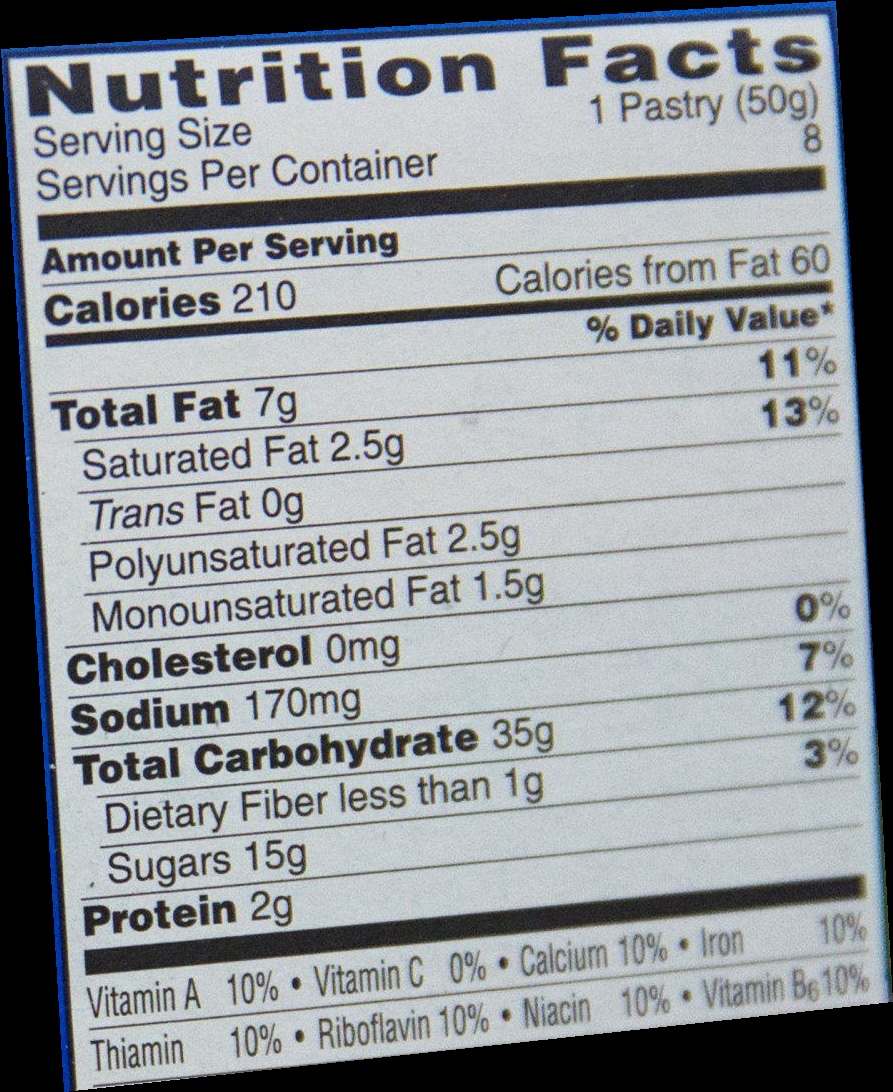 Nutrition Facts
Serving Size 1 Pastry (50g)
Servings Per Container 8
Amount Per Serving
Calories 210 Calories from Fat 60
% Daily Value*
Total Fat 7g 11%
Saturated Fat 2.5g 13%
Trans Fat 0g
Polyunsaturated Fat 2.5g
Monounsaturated Fat 1.5g
Cholesterol 0mg 0%
Sodium 170mg 7%
Total Carbohydrate 35g 12%
Dietary Fiber less than 1g 3%
Sugars 15g
Protein 2g
Vitamin A 10% • Vitamin C 0% • Calcium 10% • Iron 10%
Thiamin 10% • Riboflavin 10% • Niacin 10% • Vitamin B6 10%